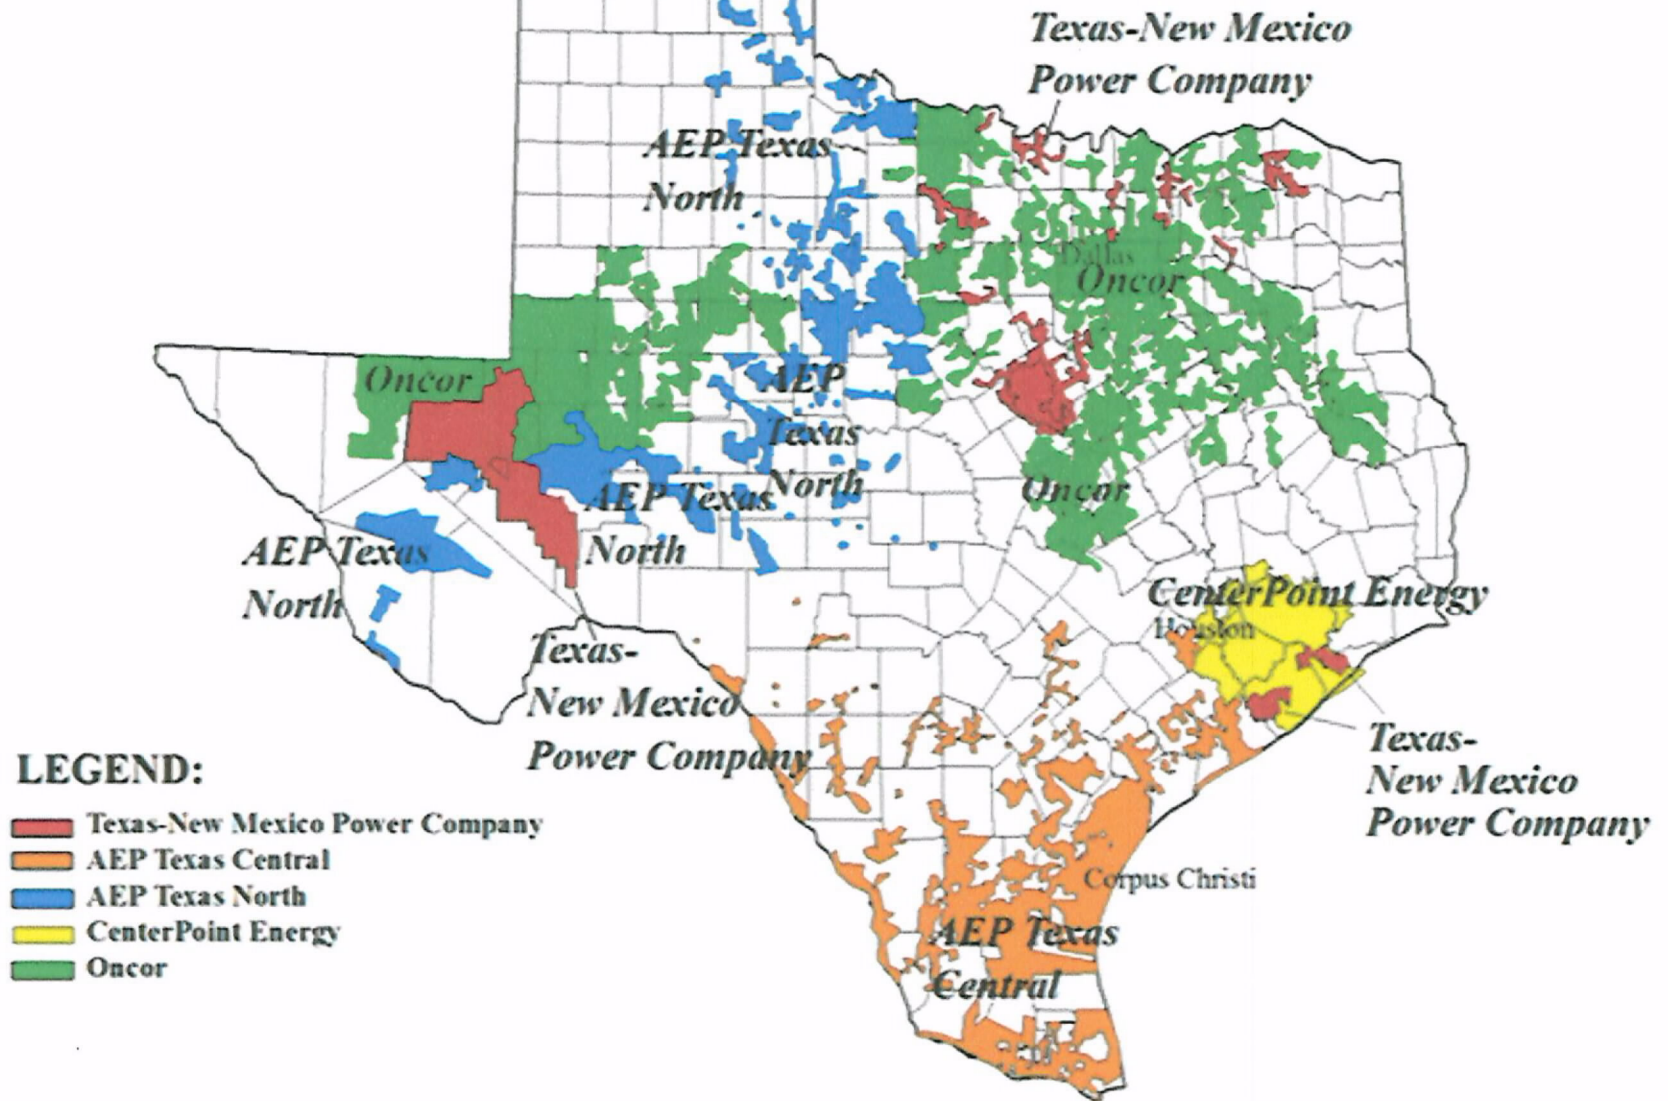 Texas-New Mexico
Power Company
AEP Texas
North
Dallas
Oncor
Oncor
AEP
Texas
North
Oncor
AEP Texas
North
AEP Texas
North
CenterPoint Energy
Houston
Texas-
New Mexico
Power Company
Texas-
New Mexico
Power Company
LEGEND:
Texas-New Mexico Power Company
AEP Texas Central
AEP Texas North
CenterPoint Energy
Oncor
Corpus Christi
AEP Texas
Central